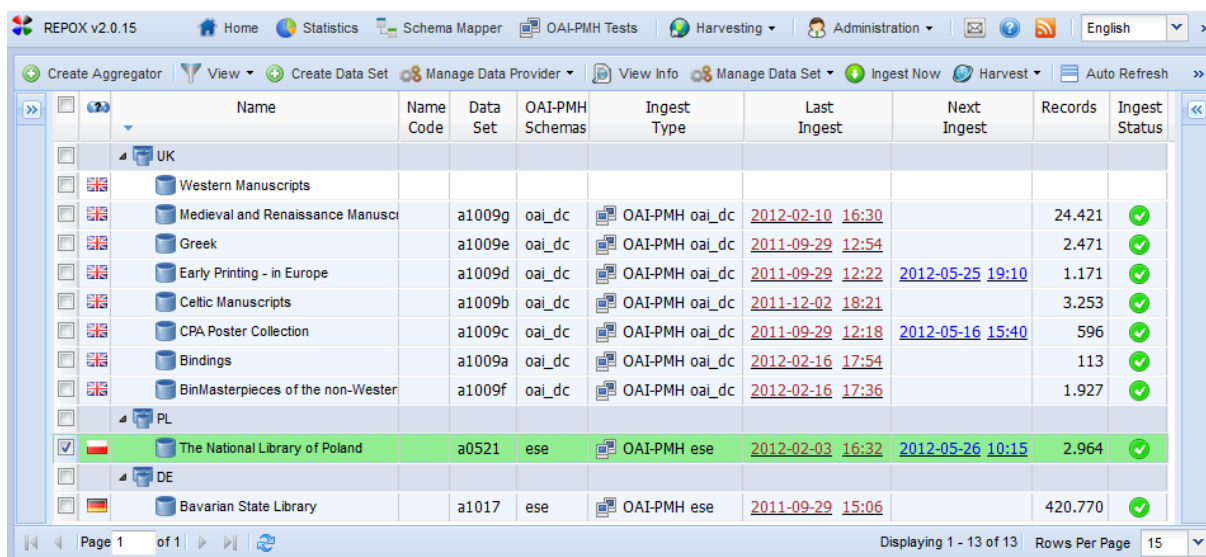 REPOX v2.0.15 Home Statistics Schema Mapper OAI-PMH Tests Harvesting Administration English
Create Aggregator View Create Data Set Manage Data Provider View Info Manage Data Set Ingest Now Harvest Auto Refresh
Name Name Data OAI-PMH Ingest Last Next Records Ingest
Code Set Schemas Type Ingest Ingest Status
UK
Western Manuscripts
Medieval and Renaissance Manuscr a1009g oai_dc OAI-PMH oai_dc 2012-02-10 16:30 24.421
Greek a1009e oai_dc OAI-PMH oai_dc 2011-09-29 12:54 2.471
Early Printing - in Europe a1009d oai_dc OAI-PMH oai_dc 2011-09-29 12:22 2012-05-25 19:10 1.171
Celtic Manuscripts a1009b oai_dc OAI-PMH oai_dc 2011-12-02 18:21 3.253
CPA Poster Collection a1009c oai_dc OAI-PMH oai_dc 2011-09-29 12:18 2012-05-16 15:40 596
Bindings a1009a oai_dc OAI-PMH oai_dc 2012-02-16 17:54 113
BinMasterpieces of the non-Wester a1009f oai_dc OAI-PMH oai_dc 2012-02-16 17:36 1.927
PL
The National Library of Poland a0521 ese OAI-PMH ese 2012-02-03 16:32 2012-05-26 10:15 2.964
DE
Bavarian State Library a1017 ese OAI-PMH ese 2011-09-29 15:06 420.770
Page 1 of 1 Displaying 1 - 13 of 13 Rows Per Page 15